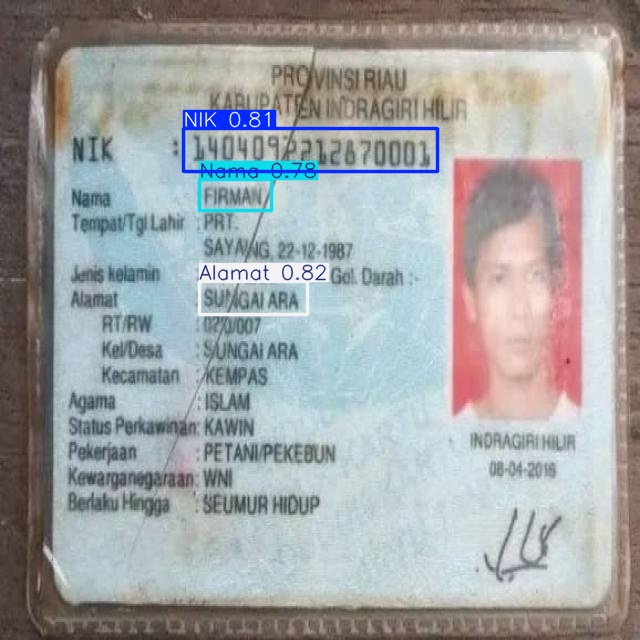 PROVINSI RIAU
KABUPATEN INDRAGIRI HILIR
NIK 0.81
NIK : 1404092212870001
Nama 0.78
Nama : FIRMAN
Tempat/Tgl Lahir : PRT.
SAYANG, 22-12-1987
Jenis kelamin Alamat 0.82 Gol. Darah :-
Alamat : SUNGAI ARA
RT/RW : 020/007
Kel/Desa : SUNGAI ARA
Kecamatan : KEMPAS
Agama : ISLAM
Status Perkawinan: KAWIN
Pekerjaan : PETANI/PEKEBUN
Kewarganegaraan: WNI
Berlaku Hingga : SEUMUR HIDUP
INDRAGIRI HILIR
08-04-2016